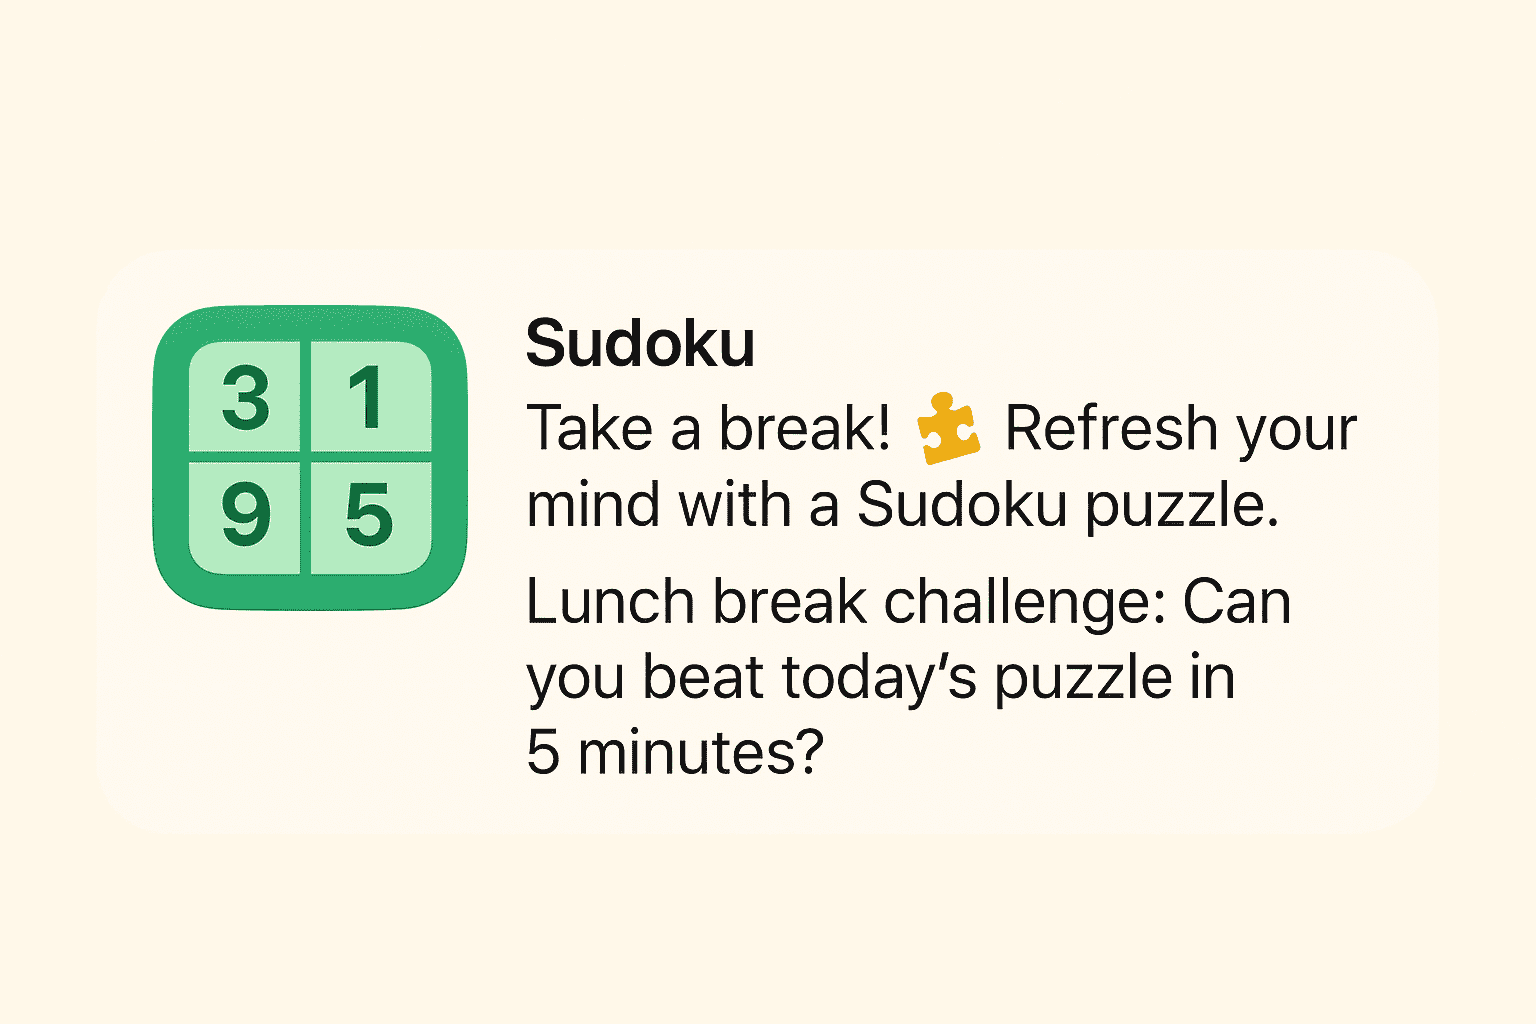 3 1
9 5
Sudoku
Take a break! 🧩 Refresh your
mind with a Sudoku puzzle.
Lunch break challenge: Can
you beat today’s puzzle in
5 minutes?